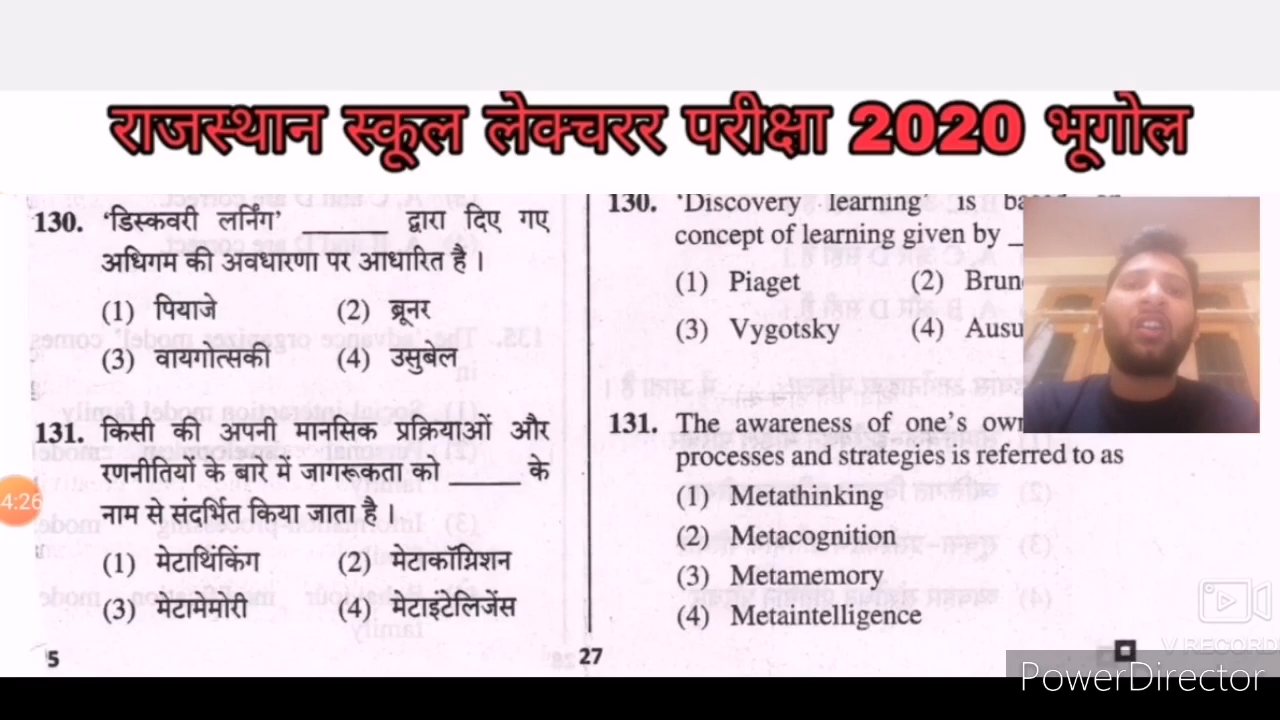 राजस्थान स्कूल लेक्चरर परीक्षा 2020 भूगोल
130. 'डिस्कवरी लर्निंग' ______ द्वारा दिए गए
अधिगम की अवधारणा पर आधारित है।
(1) पियाजे (2) ब्रूनर
(3) वायगोत्सकी (4) उसुबेल
131. किसी की अपनी मानसिक प्रक्रियाओं और
रणनीतियों के बारे में जागरूकता को _____ के
नाम से संदर्भित किया जाता है।
(1) मेटाथिंकिंग (2) मेटाकॉग्निशन
(3) मेटामेमोरी (4) मेटाइंटेलिजेंस
5
27
130. 'Discovery learning' is
concept of learning given by _
(1) Piaget (2) Brun
(3) Vygotsky (4) Ausu
131. The awareness of one's own
processes and strategies is referred to as
(1) Metathinking
(2) Metacognition
(3) Metamemory
(4) Metaintelligence
4:26
V RECORD
PowerDirector